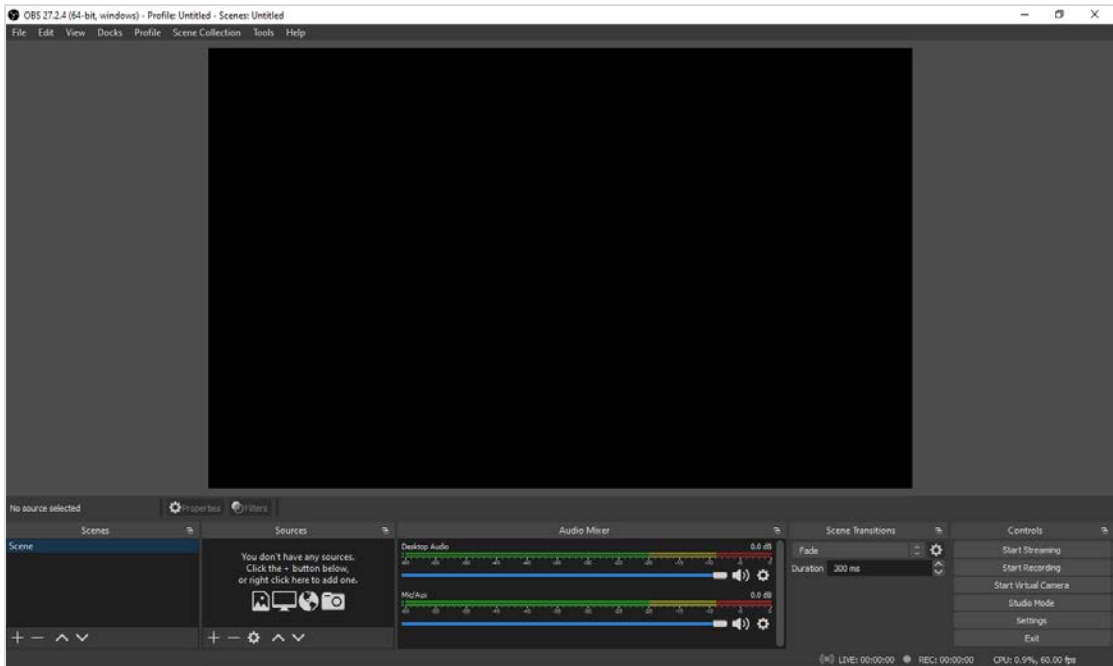 OBS 27.2.4 (64-bit, windows) - Profile: Untitled - Scenes: Untitled
File Edit View Docks Profile Scene Collection Tools Help
No source selected
Properties
Filters
Scenes
Scene
Sources
You don't have any sources.
Click the + button below,
or right click here to add one.
Audio Mixer
Desktop Audio 0.0 dB
Mic/Aux 0.0 dB
Scene Transitions
Fade
Duration 300 ms
Controls
Start Streaming
Start Recording
Start Virtual Camera
Studio Mode
Settings
Exit
LIVE: 00:00:00 REC: 00:00:00 CPU: 0.9%, 60.00 fps